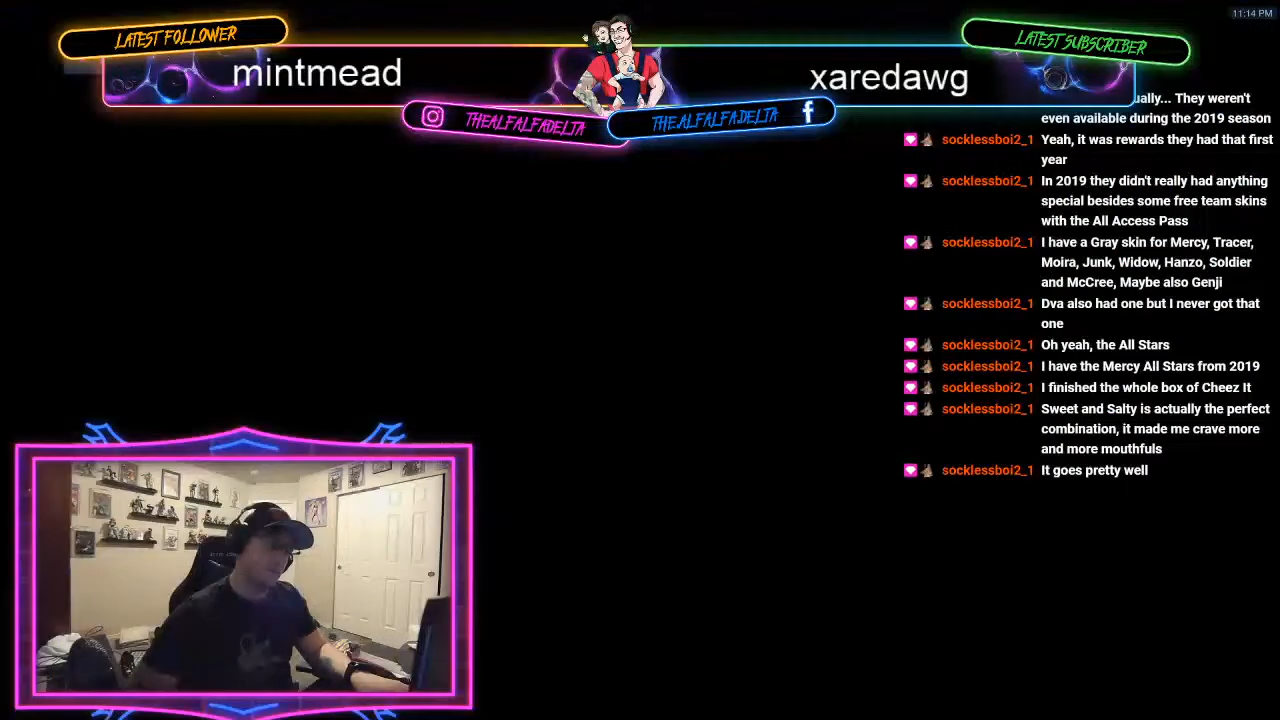 11:14 PM
LATEST FOLLOWER
LATEST SUBSCRIBER
mintmead
xaredawg
THEALFALFADELTA
THEALFALFADELTA
ually... They weren't
even available during the 2019 season
socklessboi2_1 Yeah, it was rewards they had that first
year
socklessboi2_1 In 2019 they didn't really had anything
special besides some free team skins
with the All Access Pass
socklessboi2_1 I have a Gray skin for Mercy, Tracer,
Moira, Junk, Widow, Hanzo, Soldier
and McCree, Maybe also Genji
socklessboi2_1 Dva also had one but I never got that
one
socklessboi2_1 Oh yeah, the All Stars
socklessboi2_1 I have the Mercy All Stars from 2019
socklessboi2_1 I finished the whole box of Cheez It
socklessboi2_1 Sweet and Salty is actually the perfect
combination, it made me crave more
and more mouthfuls
socklessboi2_1 It goes pretty well